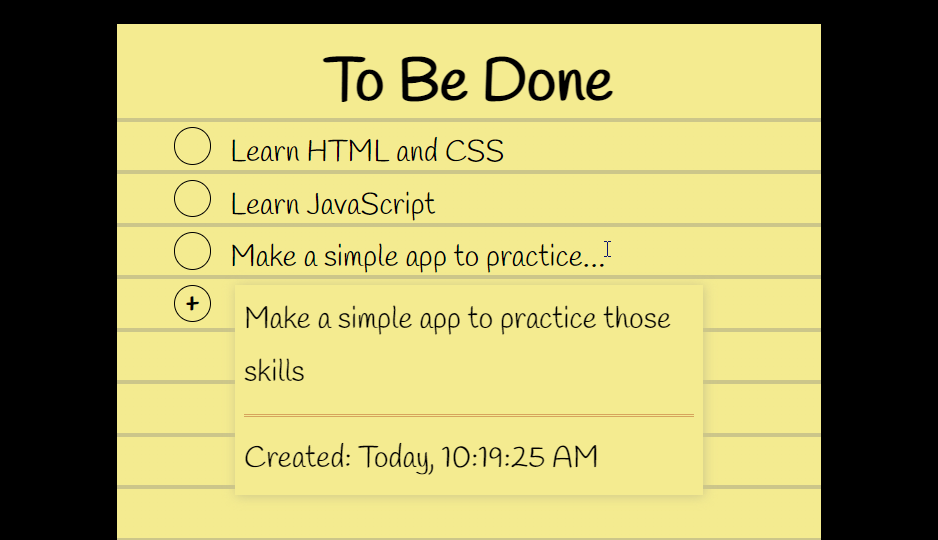 To Be Done
Learn HTML and CSS
Learn JavaScript
Make a simple app to practice...
+
Make a simple app to practice those
skills
Created: Today, 10:19:25 AM